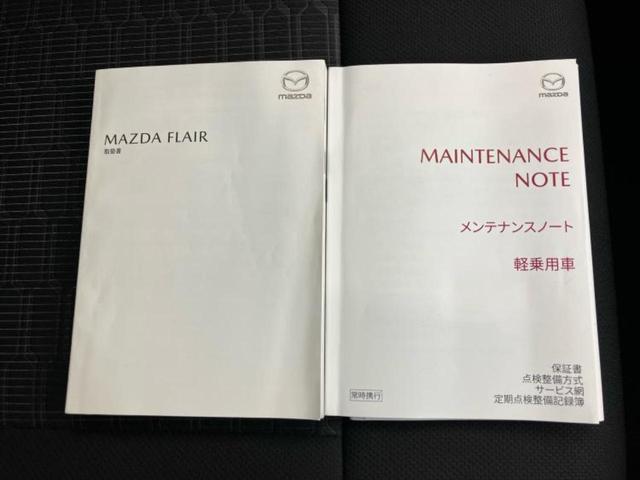 mazda
MAZDA FLAIR
取扱書
mazda
MAINTENANCE
NOTE
メンテナンスノート
軽乗用車
保証書
点検整備方式
サービス網
定期点検整備記録簿
常時携行